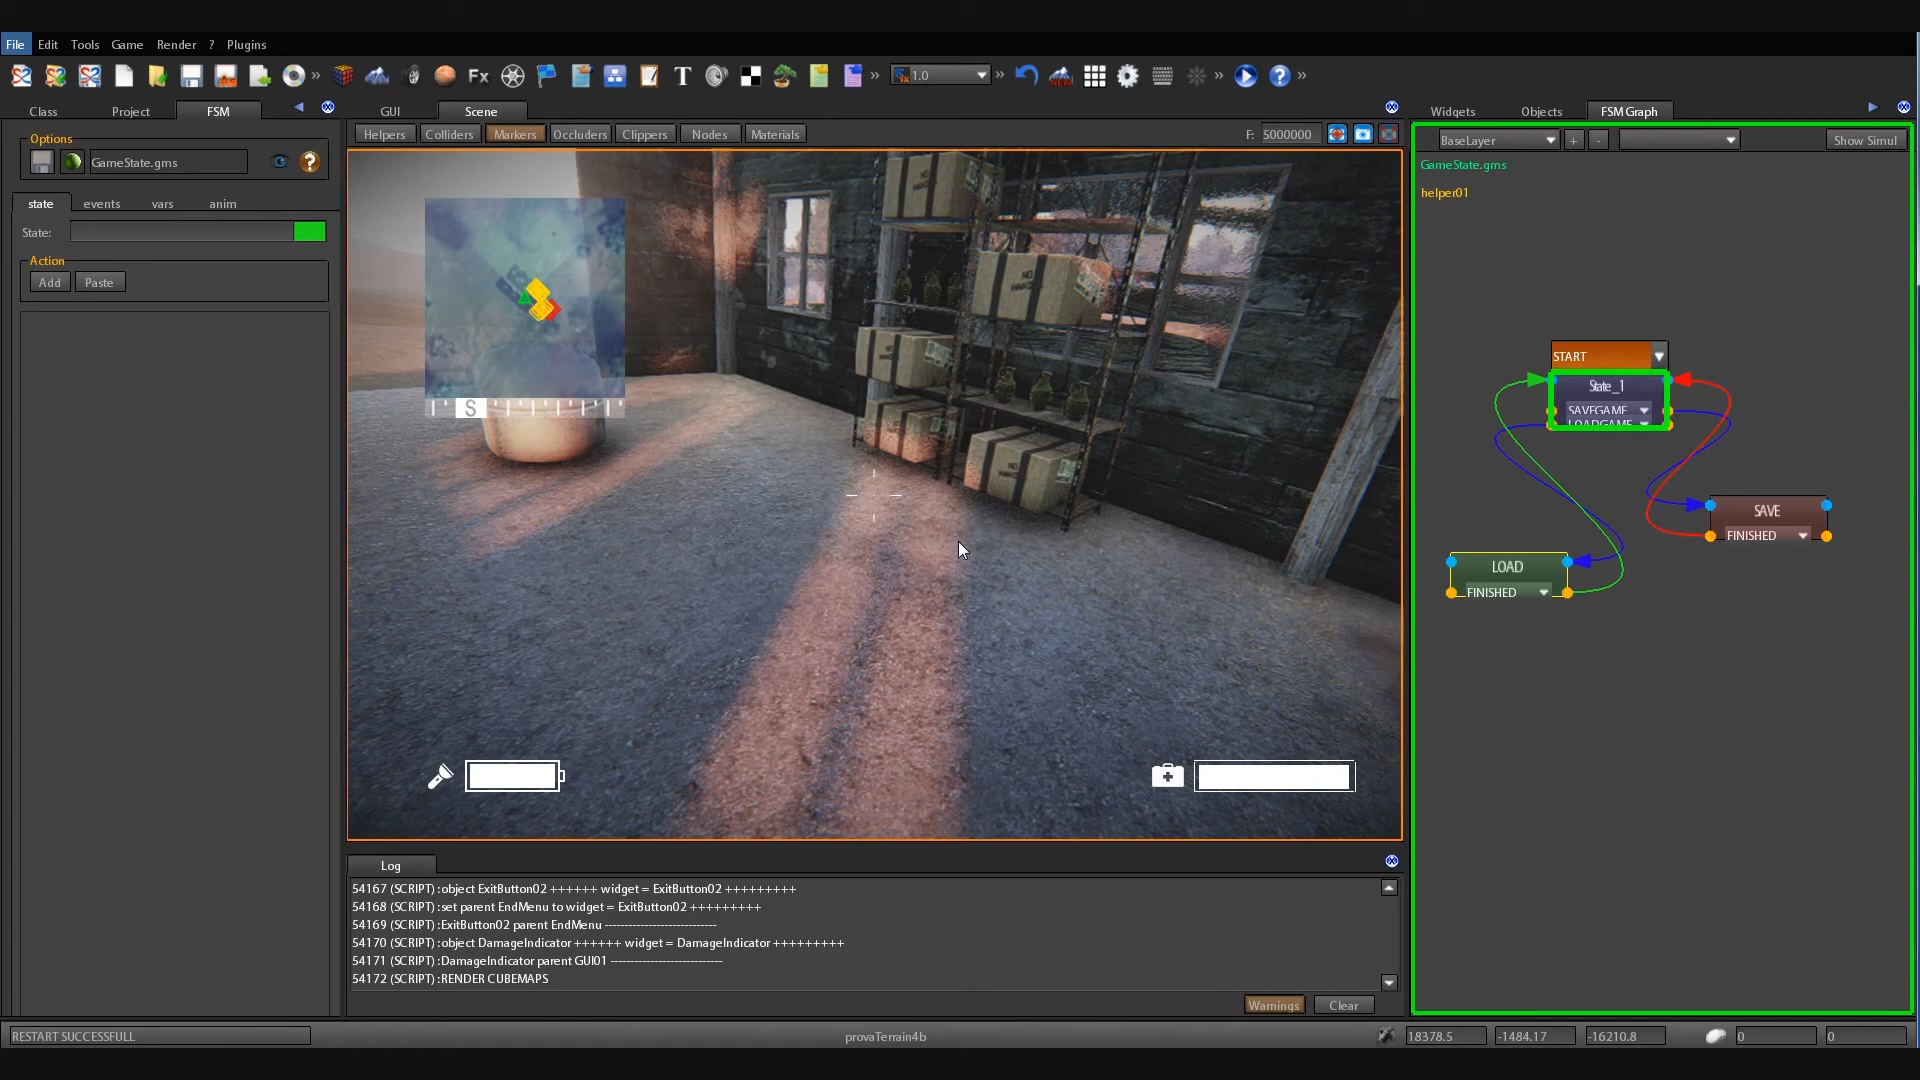 File Edit Tools Game Render ? Plugins
Fx T 1.0
Class Project FSM GUI Scene Widgets Objects FSM Graph
Helpers Colliders Markers Occluders Clippers Nodes Materials F: 5000000
BaseLayer + - Show Simul
Options
GameState.gms
GameState.gms
helper01
state events vars anim
State:
Action
Add Paste
S
START
State_1
SAVEGAME
LOADGAME
SAVE
FINISHED
LOAD
FINISHED
Log
54167 (SCRIPT) :object ExitButton02 ++++++ widget = ExitButton02 +++++++++
54168 (SCRIPT) :set parent EndMenu to widget = ExitButton02 +++++++++
54169 (SCRIPT) :ExitButton02 parent EndMenu ----------------------------
54170 (SCRIPT) :object DamageIndicator ++++++ widget = DamageIndicator +++++++++
54171 (SCRIPT) :DamageIndicator parent GUI01 ----------------------------
54172 (SCRIPT) :RENDER CUBEMAPS
Warnings Clear
RESTART SUCCESSFULL provaTerrain4b 18378.5 -1484.17 -16210.8 0 0